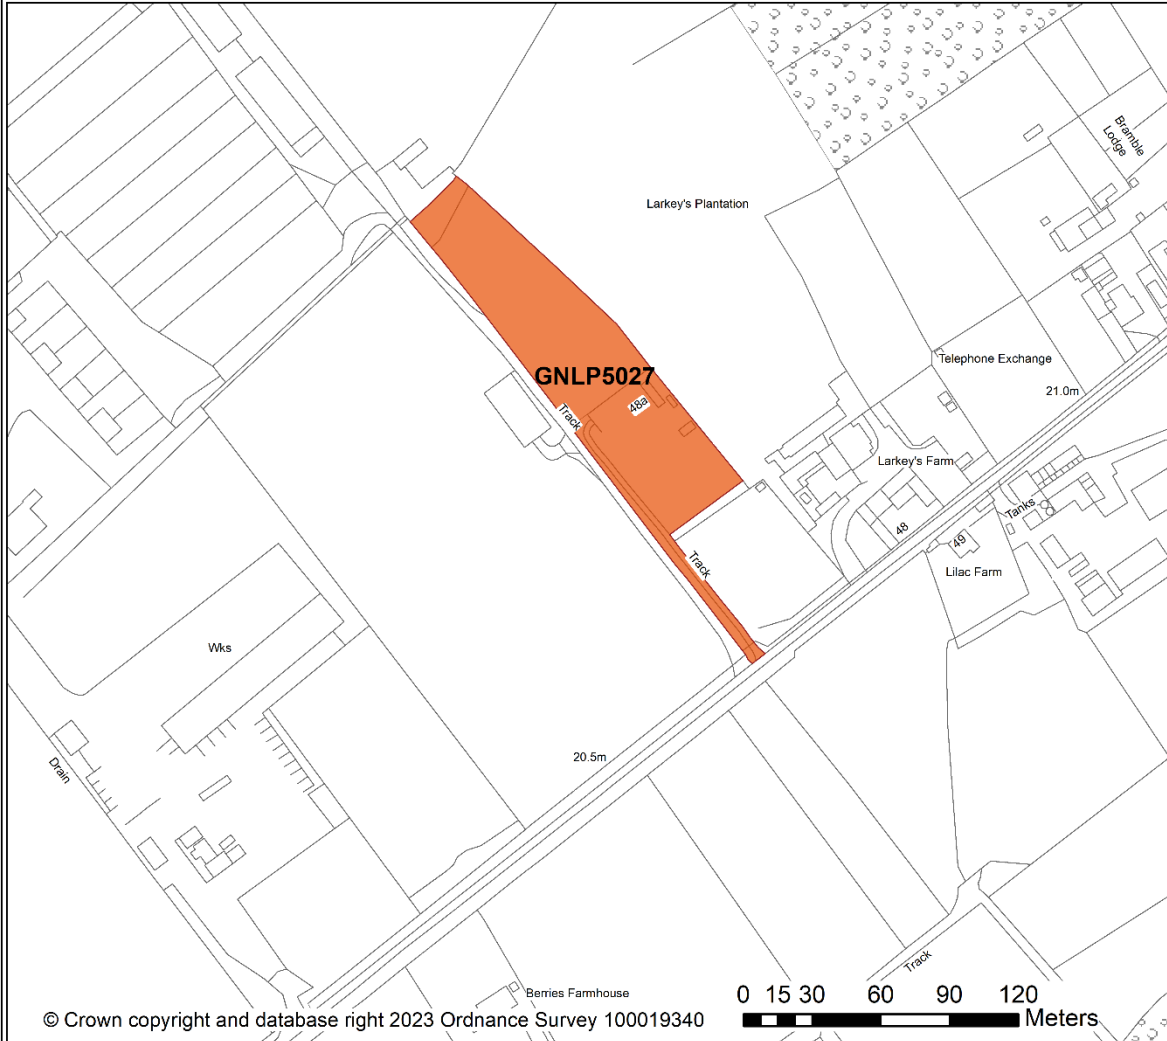 Bramble
Lodge
Larkey's Plantation
Telephone Exchange
21.0m
GNLP5027
48a
Track
Larkey's Farm
48
Tanks
49
Lilac Farm
Track
Wks
20.5m
Drain
Track
Berries Farmhouse
0 15 30 60 90 120
Meters
© Crown copyright and database right 2023 Ordnance Survey 100019340